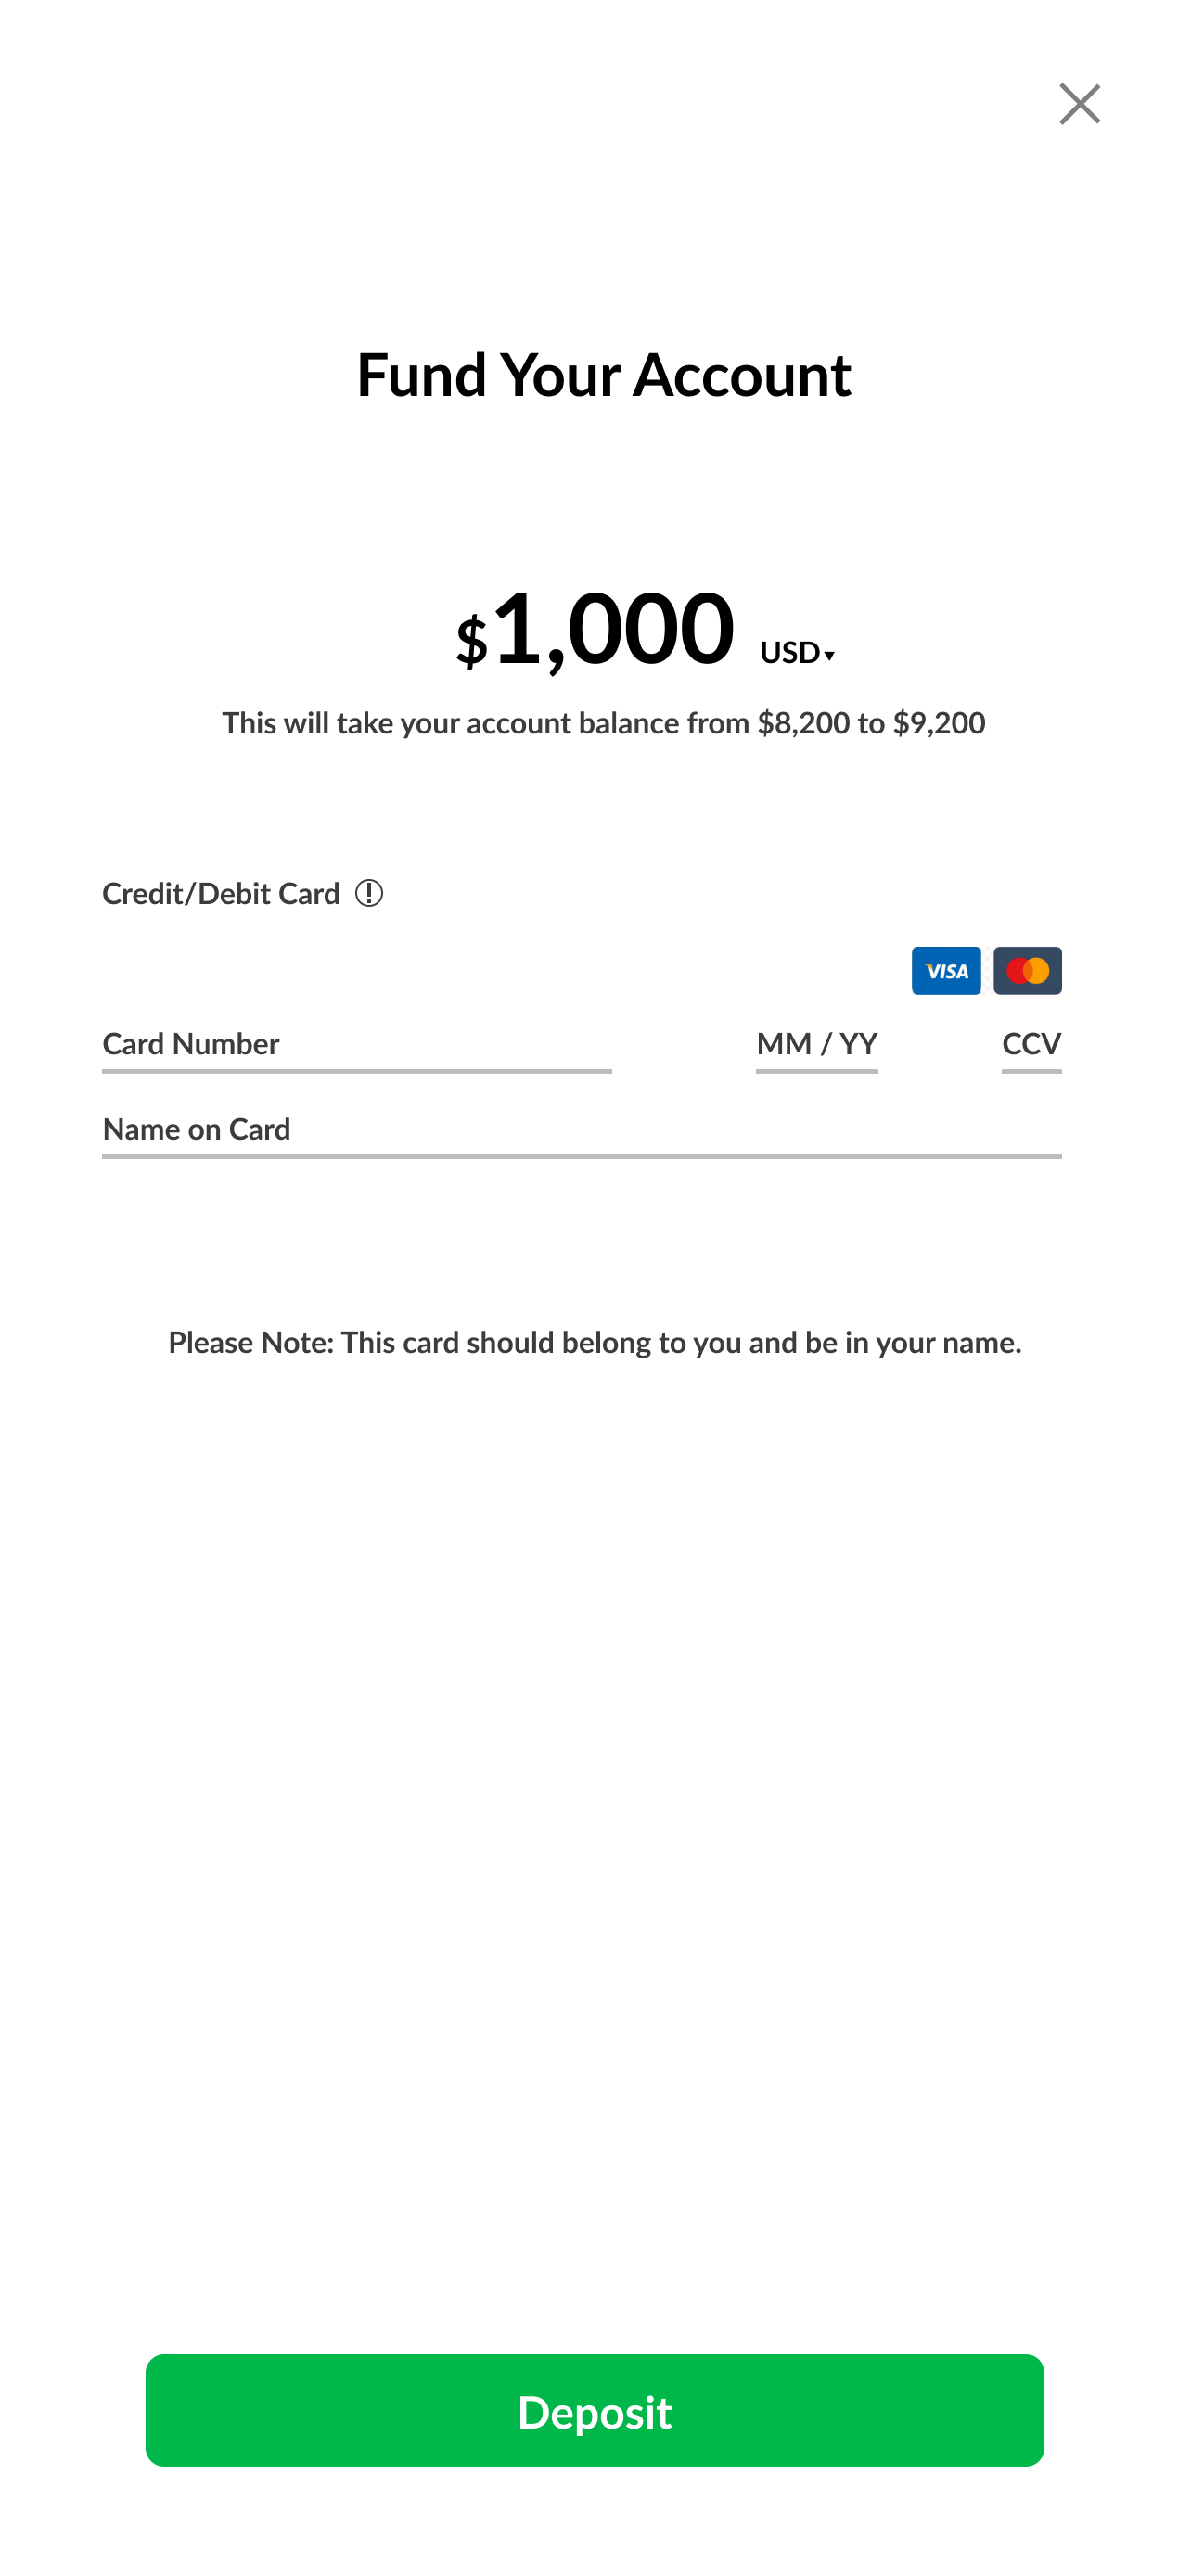 Fund Your Account
$1,000 USD
This will take your account balance from $8,200 to $9,200
Credit/Debit Card
VISA
Card Number MM / YY CCV
Name on Card
Please Note: This card should belong to you and be in your name.
Deposit